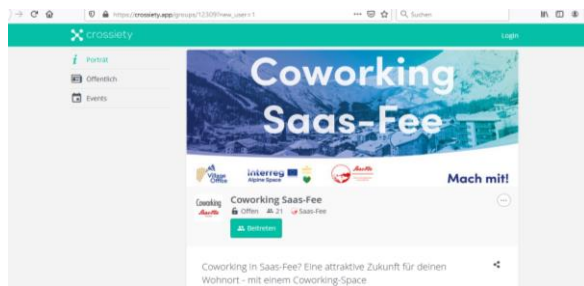 https://crossiety.app/groups/12309?new_user=1
Suchen
crossiety
Login
Porträt
Öffentlich
Events
Coworking
Saas-Fee
Village
Office
Interreg
Alpine Space
Mach mit!
Coworking
Coworking Saas-Fee
Offen 21 Saas-Fee
Beitreten
Coworking in Saas-Fee? Eine attraktive Zukunft für deinen
Wohnort - mit einem Coworking-Space